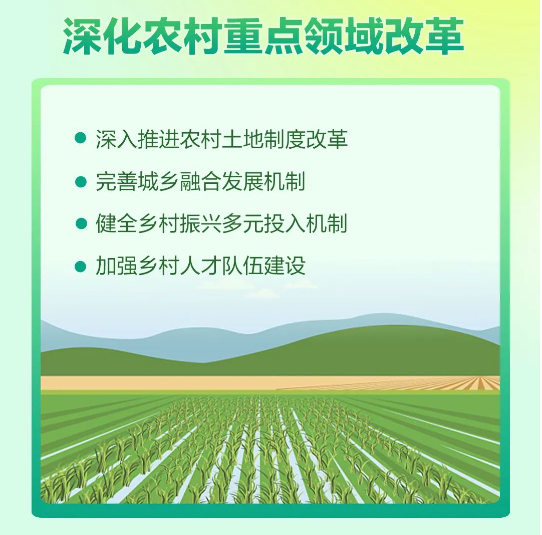 深化农村重点领域改革
深入推进农村土地制度改革
完善城乡融合发展机制
健全乡村振兴多元投入机制
加强乡村人才队伍建设